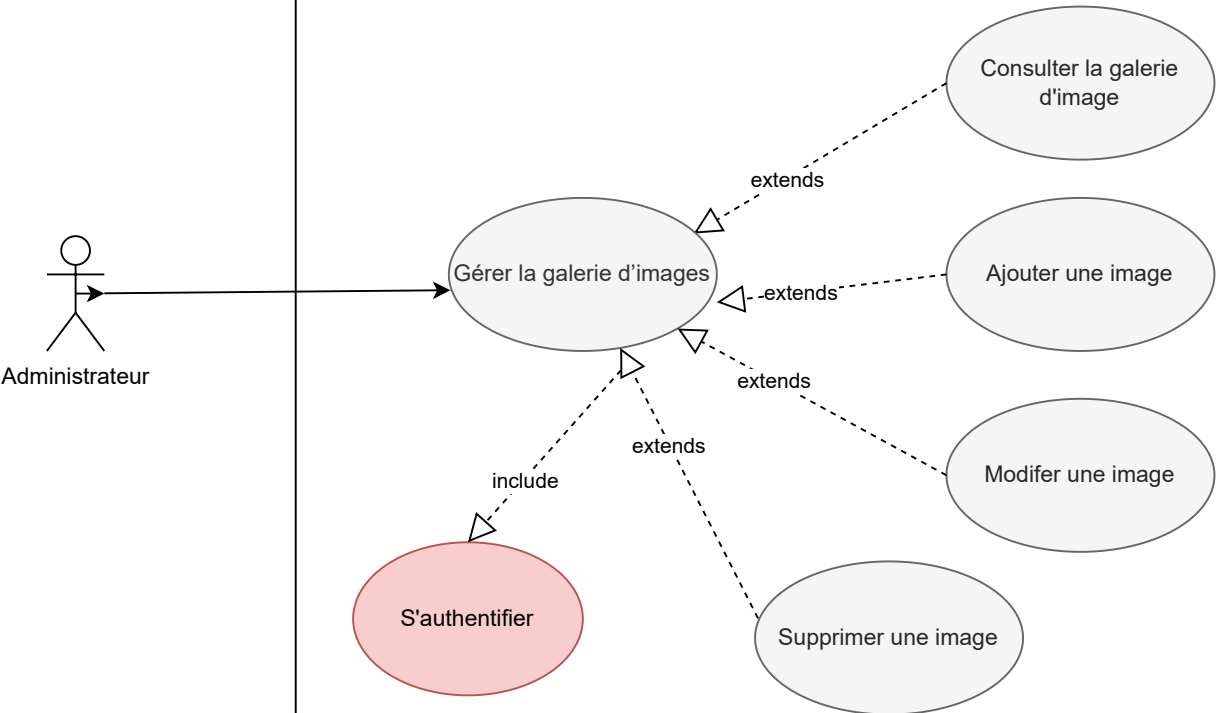 Consulter la galerie
d'image
extends
Gérer la galerie d’images
Ajouter une image
extends
Administrateur
extends
extends
Modifer une image
include
S'authentifier
Supprimer une image